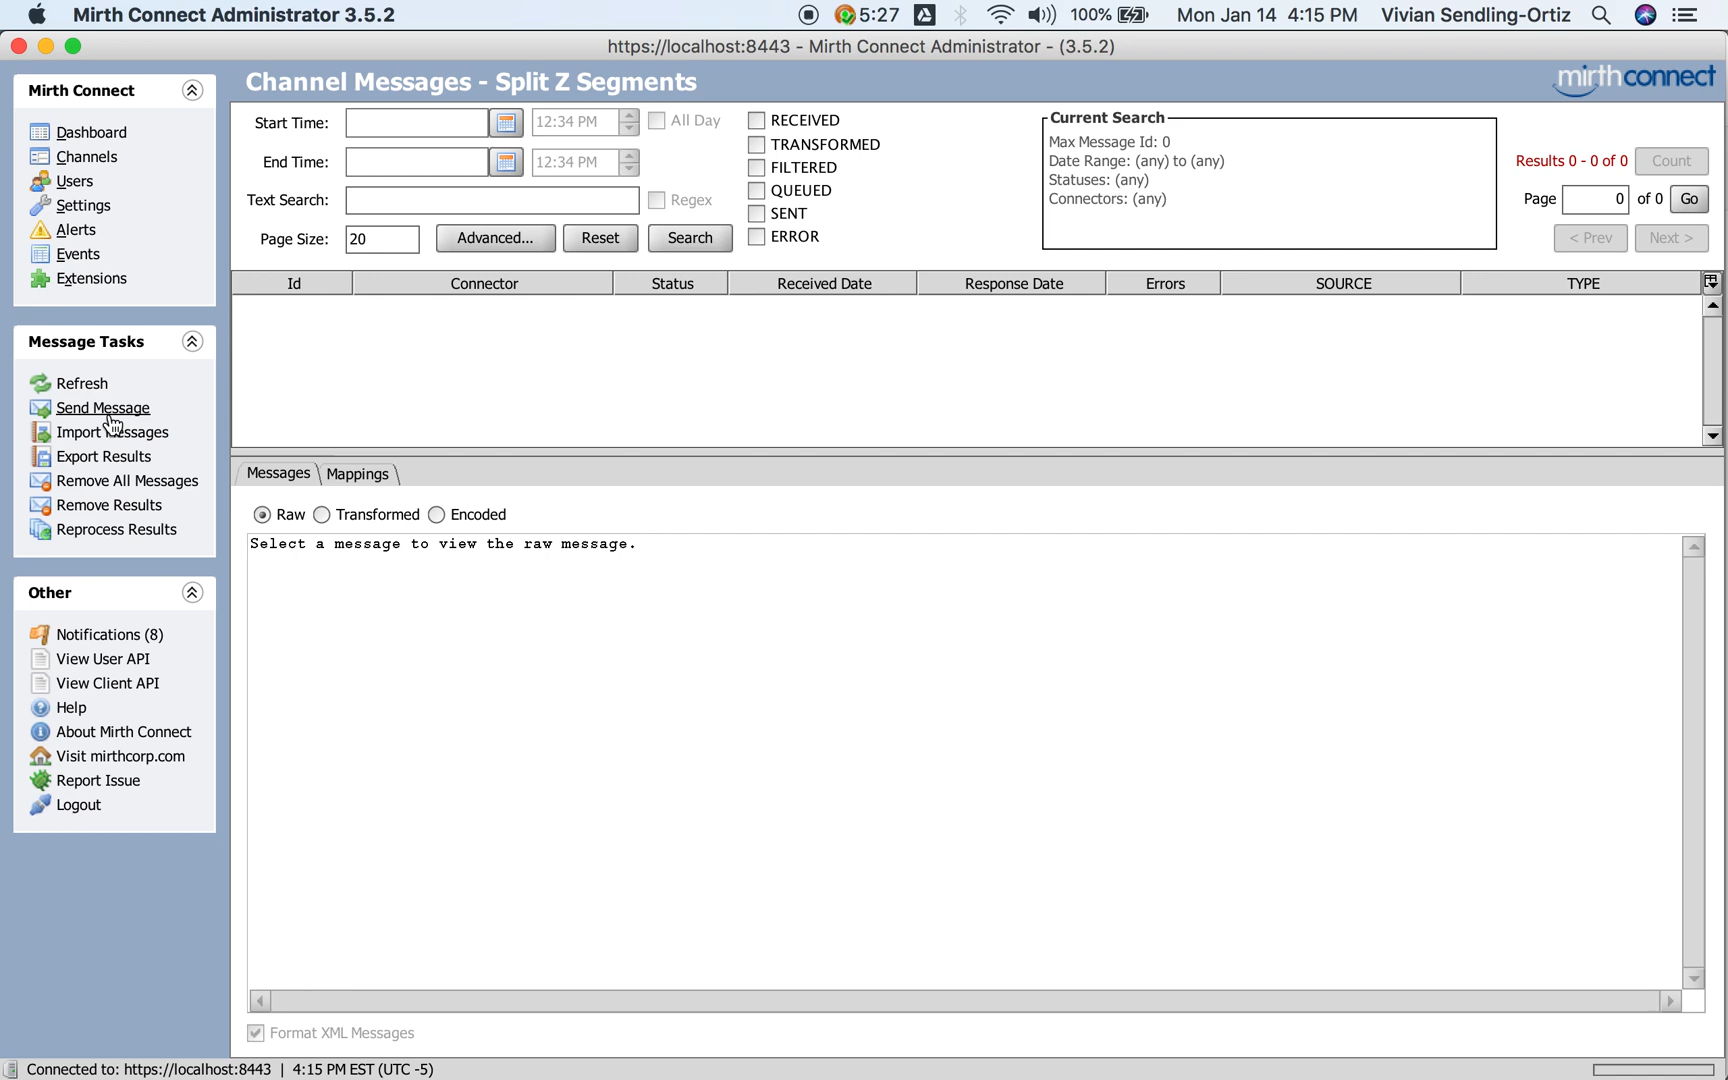 Mirth Connect Administrator 3.5.2
5:27
100%
Mon Jan 14 4:15 PM
Vivian Sendling-Ortiz
https://localhost:8443 - Mirth Connect Administrator - (3.5.2)
Mirth Connect
Dashboard
Channels
Users
Settings
Alerts
Events
Extensions
Message Tasks
Refresh
Send Message
Import Messages
Export Results
Remove All Messages
Remove Results
Reprocess Results
Other
Notifications (8)
View User API
View Client API
Help
About Mirth Connect
Visit mirthcorp.com
Report Issue
Logout
Channel Messages - Split Z Segments
mirthconnect
Start Time:
12:34 PM
All Day
End Time:
12:34 PM
Text Search:
Regex
Page Size:
20
Advanced...
Reset
Search
RECEIVED
TRANSFORMED
FILTERED
QUEUED
SENT
ERROR
Current Search
Max Message Id: 0
Date Range: (any) to (any)
Statuses: (any)
Connectors: (any)
Results 0 - 0 of 0
Count
Page
0
of 0
Go
< Prev
Next >
Id
Connector
Status
Received Date
Response Date
Errors
SOURCE
TYPE
Messages
Mappings
Raw
Transformed
Encoded
Select a message to view the raw message.
Format XML Messages
Connected to: https://localhost:8443 | 4:15 PM EST (UTC -5)